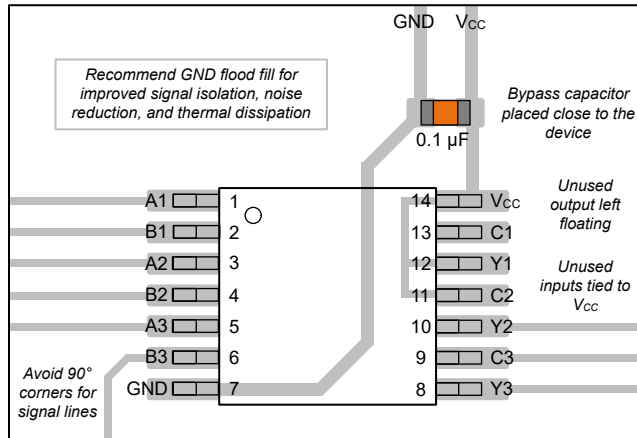 GND VCC
Recommend GND flood fill for
improved signal isolation, noise
reduction, and thermal dissipation
Bypass capacitor
placed close to the
device
0.1 µF
A1 1 14 VCC
B1 2 13 C1
A2 3 12 Y1
B2 4 11 C2
A3 5 10 Y2
B3 6 9 C3
GND 7 8 Y3
Unused
output left
floating
Unused
inputs tied to
VCC
Avoid 90°
corners for
signal lines